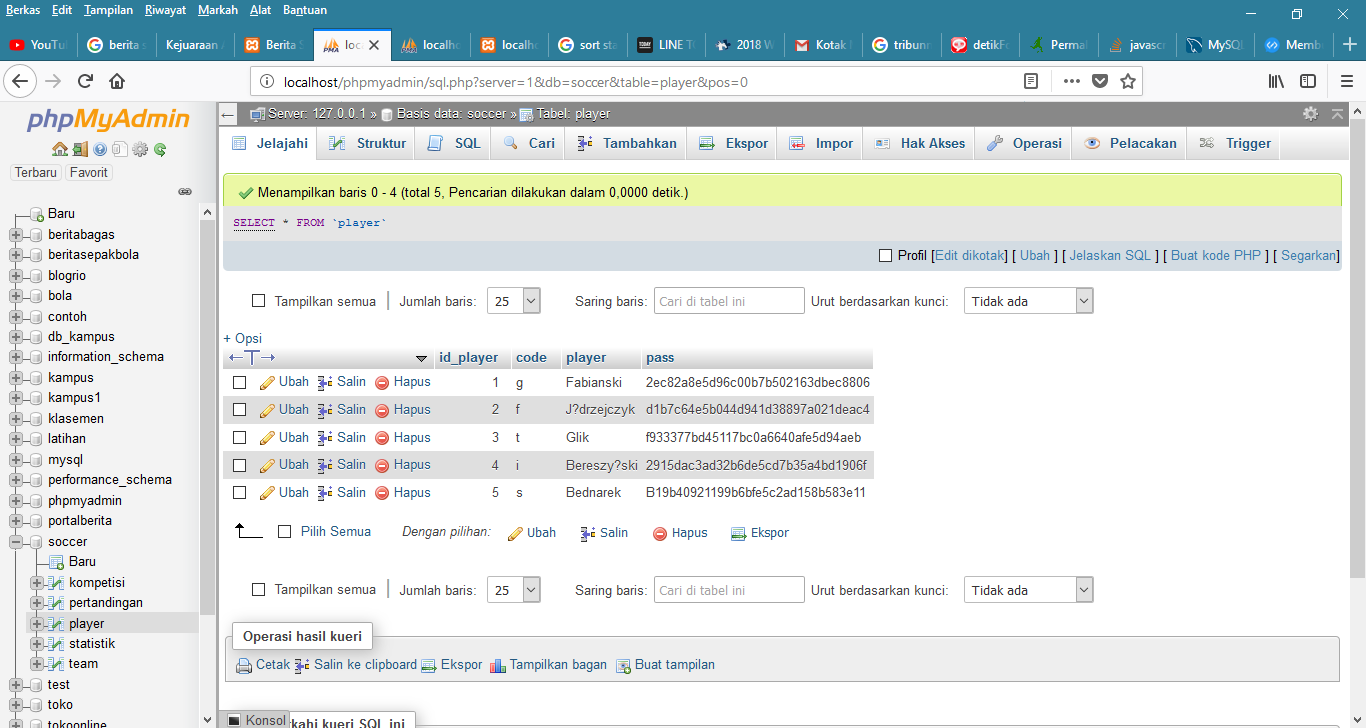 Berkas Edit Tampilan Riwayat Markah Alat Bantuan
YouTu berita s Kejuaraan Berita S loc localho localho sort sta LINE TO 2018 W Kotak tribunn detikFo Permal javascr MySQL Memb
localhost/phpmyadmin/sql.php?server=1&db=soccer&table=player&pos=0
phpMyAdmin
Terbaru Favorit
Baru
beritabagas
beritasepakbola
blogrio
bola
contoh
db_kampus
information_schema
kampus
kampus1
klasemen
latihan
mysql
performance_schema
phpmyadmin
portalberita
soccer
Baru
kompetisi
pertandingan
player
statistik
team
test
toko
tokoonline
Server: 127.0.0.1 » Basis data: soccer » Tabel: player
Jelajahi Struktur SQL Cari Tambahkan Ekspor Impor Hak Akses Operasi Pelacakan Trigger
Menampilkan baris 0 - 4 (total 5, Pencarian dilakukan dalam 0,0000 detik.)
SELECT * FROM `player`
Profil [Edit dikotak] [ Ubah ] [ Jelaskan SQL ] [ Buat kode PHP ] [ Segarkan]
Tampilkan semua Jumlah baris: 25 Saring baris: Cari di tabel ini Urut berdasarkan kunci: Tidak ada
+ Opsi
←T→ id_player code player pass
Ubah Salin Hapus 1 g Fabianski 2ec82a8e5d96c00b7b502163dbec8806
Ubah Salin Hapus 2 f J?drzejczyk d1b7c64e5b044d941d38897a021deac4
Ubah Salin Hapus 3 t Glik f933377bd45117bc0a6640afe5d94aeb
Ubah Salin Hapus 4 i Bereszy?ski 2915dac3ad32b6de5cd7b35a4bd1906f
Ubah Salin Hapus 5 s Bednarek B19b40921199b6bfe5c2ad158b583e11
Pilih Semua Dengan pilihan: Ubah Salin Hapus Ekspor
Tampilkan semua Jumlah baris: 25 Saring baris: Cari di tabel ini Urut berdasarkan kunci: Tidak ada
Operasi hasil kueri
Cetak Salin ke clipboard Ekspor Tampilkan bagan Buat tampilan
Konsol kahi kueri SQL ini